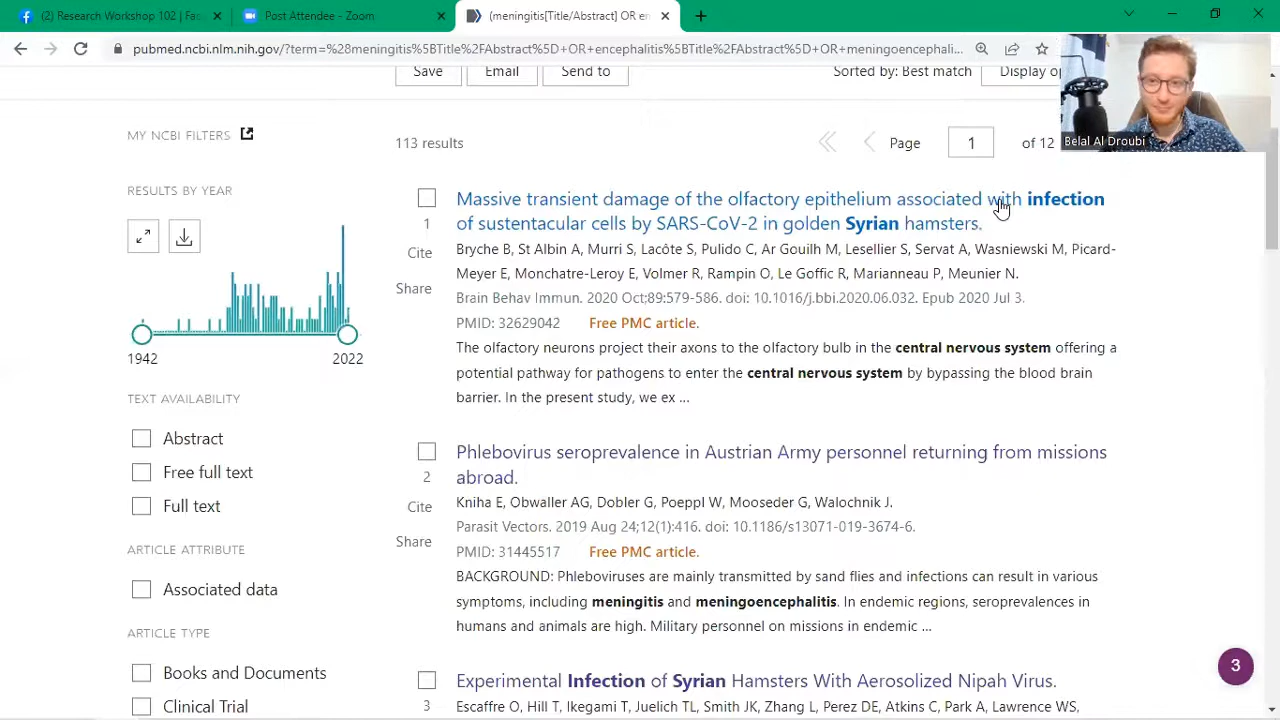 (2) Research Workshop 102 | Fac
Post Attendee - Zoom
(meningitis[Title/Abstract] OR en
pubmed.ncbi.nlm.nih.gov/?term=%28meningitis%5BTitle%2FAbstract%5D+OR+encephalitis%5BTitle%2FAbstract%5D+OR+meningoencephali...
Save
Email
Send to
Sorted by: Best match
Display op
Belal Al Droubi
MY NCBI FILTERS
113 results
Page
1
of 12
RESULTS BY YEAR
1942
2022
TEXT AVAILABILITY
Abstract
Free full text
Full text
ARTICLE ATTRIBUTE
Associated data
ARTICLE TYPE
Books and Documents
Clinical Trial
1
Cite
Share
Massive transient damage of the olfactory epithelium associated with infection
of sustentacular cells by SARS-CoV-2 in golden Syrian hamsters.
Bryche B, St Albin A, Murri S, Lacôte S, Pulido C, Ar Gouilh M, Lesellier S, Servat A, Wasniewski M, Picard-
Meyer E, Monchatre-Leroy E, Volmer R, Rampin O, Le Goffic R, Marianneau P, Meunier N.
Brain Behav Immun. 2020 Oct;89:579-586. doi: 10.1016/j.bbi.2020.06.032. Epub 2020 Jul 3.
PMID: 32629042 Free PMC article.
The olfactory neurons project their axons to the olfactory bulb in the central nervous system offering a
potential pathway for pathogens to enter the central nervous system by bypassing the blood brain
barrier. In the present study, we ex ...
2
Cite
Share
Phlebovirus seroprevalence in Austrian Army personnel returning from missions
abroad.
Kniha E, Obwaller AG, Dobler G, Poeppl W, Mooseder G, Walochnik J.
Parasit Vectors. 2019 Aug 24;12(1):416. doi: 10.1186/s13071-019-3674-6.
PMID: 31445517 Free PMC article.
BACKGROUND: Phleboviruses are mainly transmitted by sand flies and infections can result in various
symptoms, including meningitis and meningoencephalitis. In endemic regions, seroprevalences in
humans and animals are high. Military personnel on missions in endemic ...
3
3
Experimental Infection of Syrian Hamsters With Aerosolized Nipah Virus.
Escaffre O, Hill T, Ikegami T, Juelich TL, Smith JK, Zhang L, Perez DE, Atkins C, Park A, Lawrence WS,